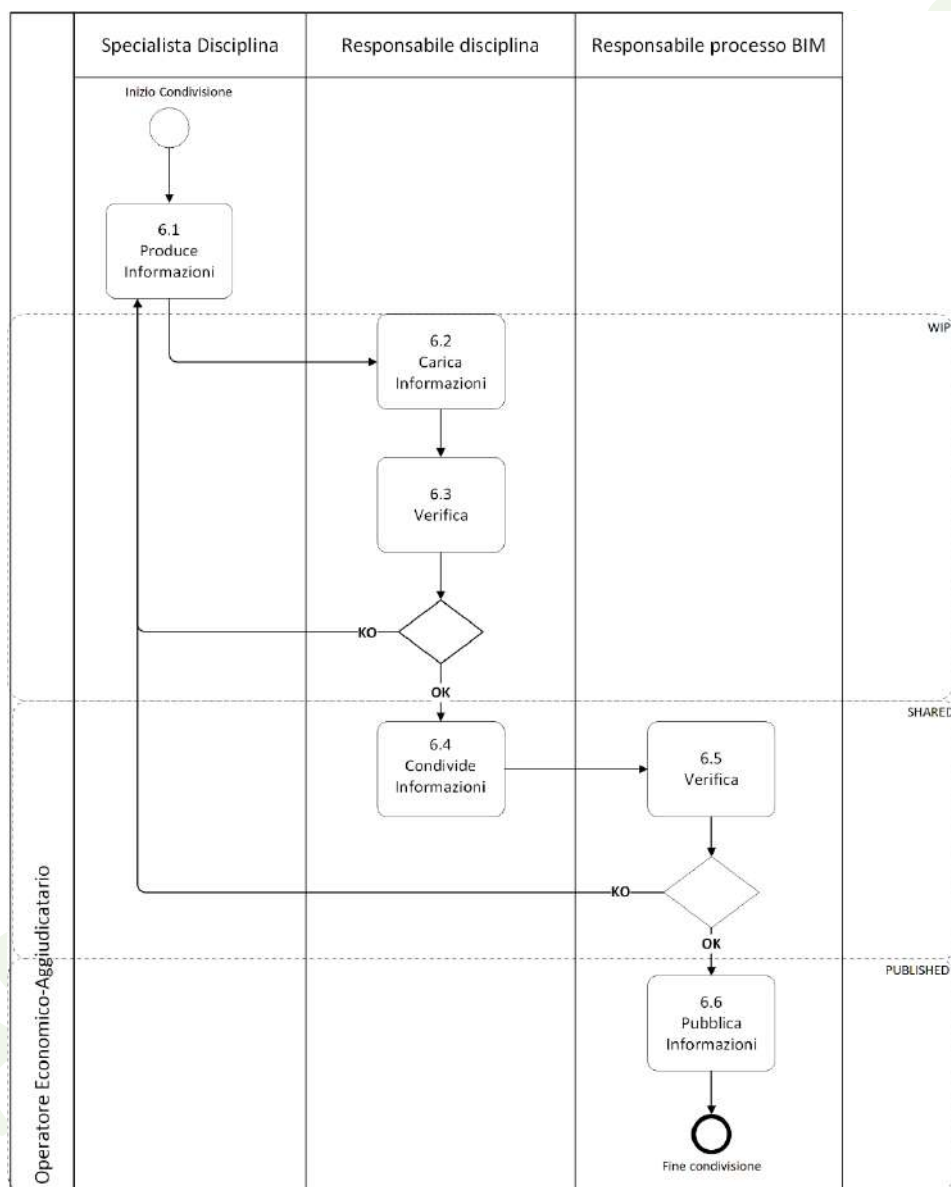 Specialista Disciplina
Responsabile disciplina
Responsabile processo BIM
Inizio Condivisione
6.1
Produce
Informazioni
WIP
6.2
Carica
Informazioni
6.3
Verifica
KO
OK
SHARED
6.4
Condivide
Informazioni
6.5
Verifica
KO
OK
PUBLISHED
6.6
Pubblica
Informazioni
Fine condivisione
Operatore Economico-Aggiudicatario